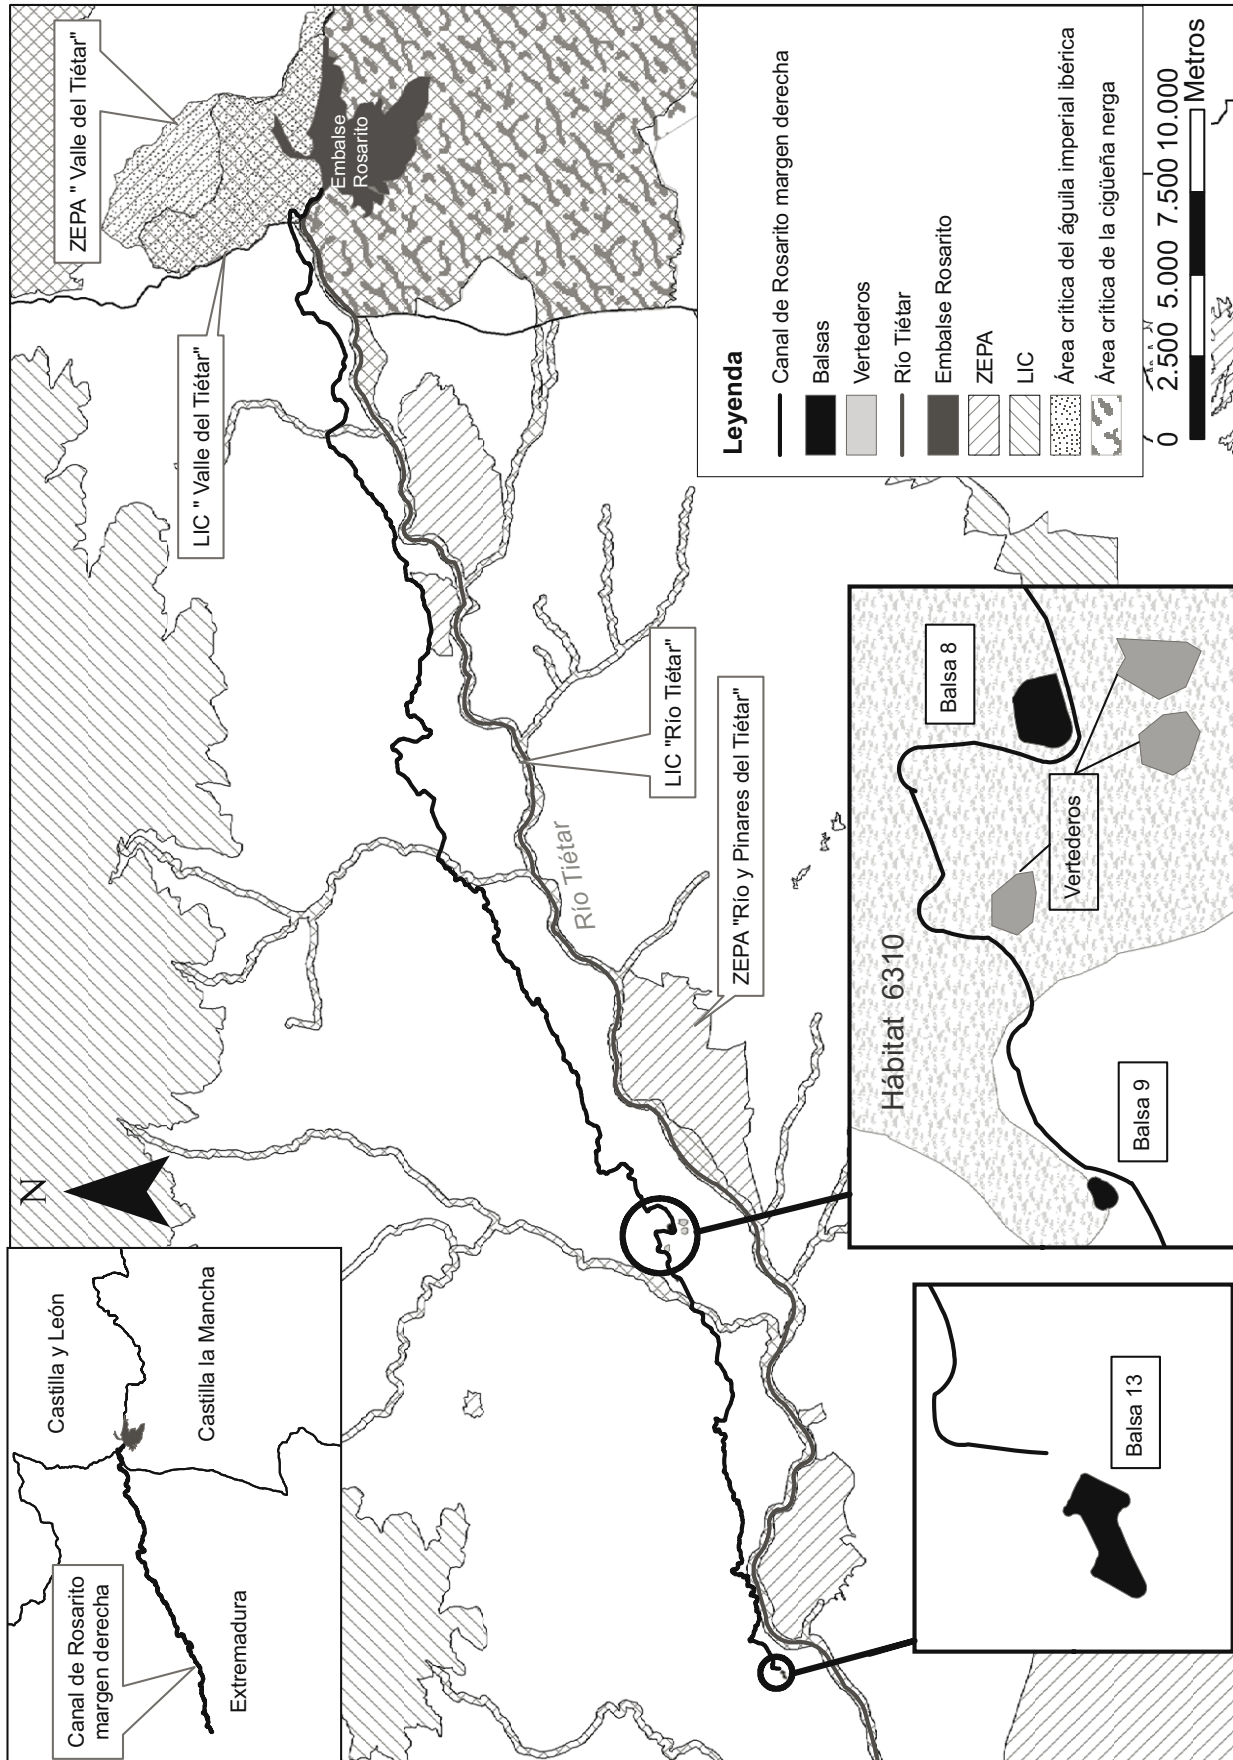 Castilla y León
Castilla la Mancha
Canal de Rosarito
margen derecha
Extremadura
N
ZEPA " Valle del Tiétar"
LIC " Valle del Tiétar"
Embalse
Rosarito
Río Tiétar
LIC "Río Tiétar"
ZEPA "Río y Pinares del Tiétar"
Balsa 13
Hábitat 6310
Balsa 9
Vertederos
Balsa 8
Leyenda
Canal de Rosarito margen derecha
Balsas
Vertederos
Río Tiétar
Embalse Rosarito
ZEPA
LIC
Área crítica del águila imperial ibérica
Área crítica de la cigüeña nerga
0 2.500 5.000 7.500 10.000
Metros